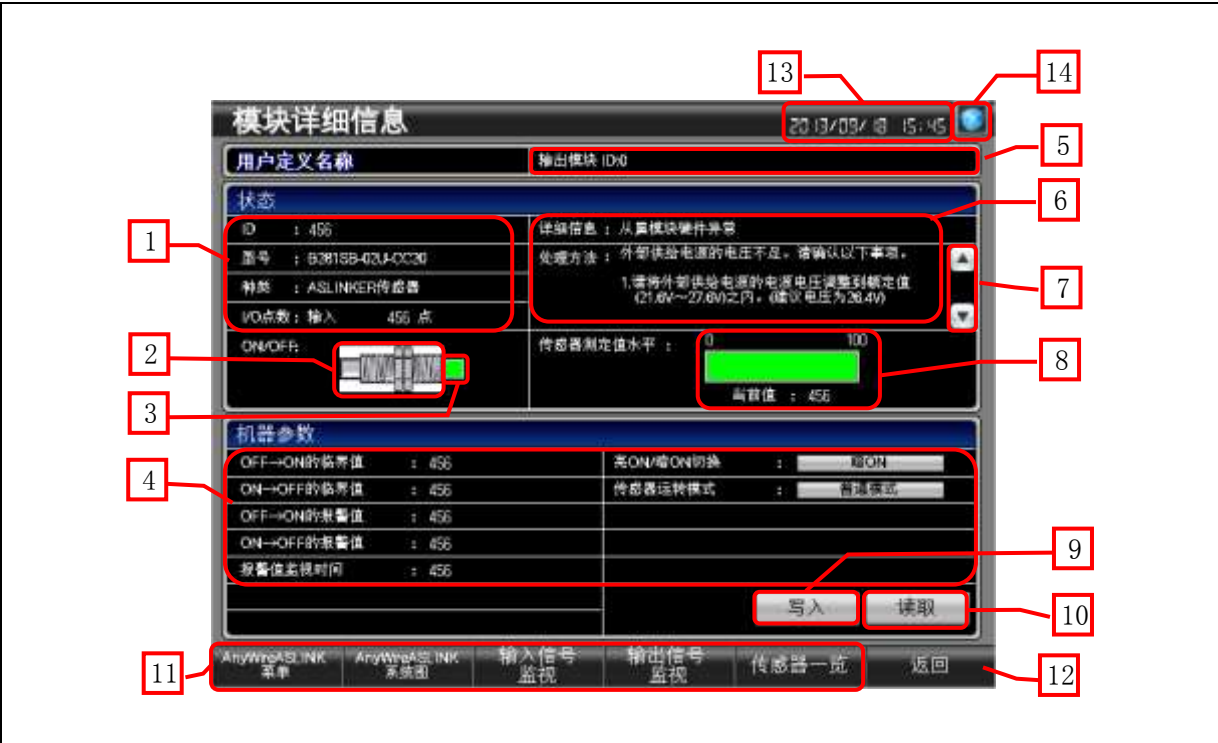 13
14
模块详细信息
2013/09/18 15:45
5
用户定义名称
输出模块 ID:0
状态
6
1
ID : 456
详细信息 : 从属模块硬件异常
型号 : B281SB-02U-CC20
处理方法 : 外部供给电源的电压不足。请确认以下事项。
种类 : ASLINKER传感器
1.请将外部供给电源的电源电压调整到额定值
(21.6V～27.6V)之内。(建议电压为26.4V)
7
I/O点数 : 输入 456 点
2
ON/OFF:
传感器测定值水平 :
0 100
8
当前值 : 456
3
机器参数
4
OFF→ON的临界值 : 456
亮ON/暗ON切换 : 暗ON
ON→OFF的临界值 : 456
传感器运转模式 : 普通模式
OFF→ON的报警值 : 456
ON→OFF的报警值 : 456
9
报警值监视时间 : 456
写入
读取
10
11
AnyWireASLINK
菜单
AnyWireASLINK
系统图
输入信号
监视
输出信号
监视
传感器一览
返回
12